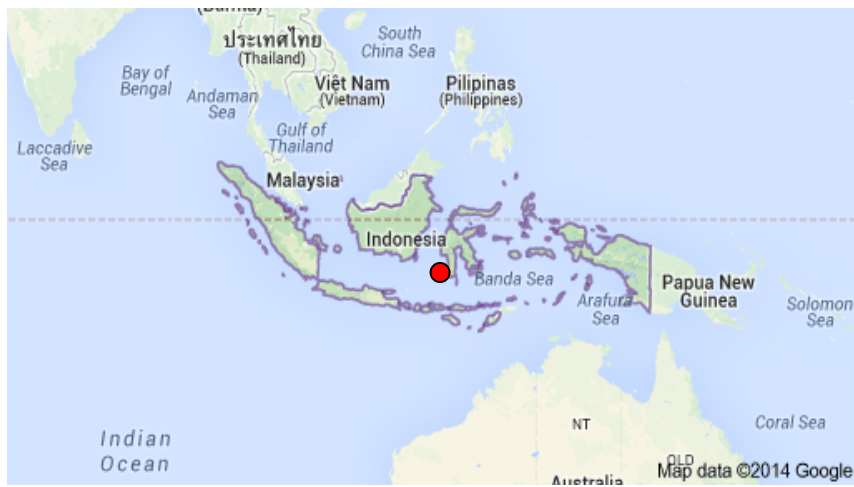 (Burma)
South
China Sea
ประเทศไทย
(Thailand)
Bay of
Bengal
Việt Nam
(Vietnam)
Pilipinas
(Philippines)
Andaman
Sea
Gulf of
Thailand
Laccadive
Sea
Malaysia
Indonesia
Banda Sea
Papua New
Guinea
Arafura
Sea
Solomon
Sea
NT
Coral Sea
Indian
Ocean
QLD
Map data ©2014 Google
Australia